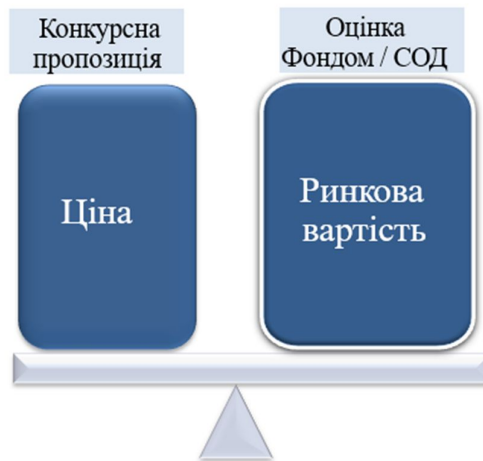 Конкурсна
пропозиція
Оцінка
Фондом / СОД
Ціна
Ринкова
вартість